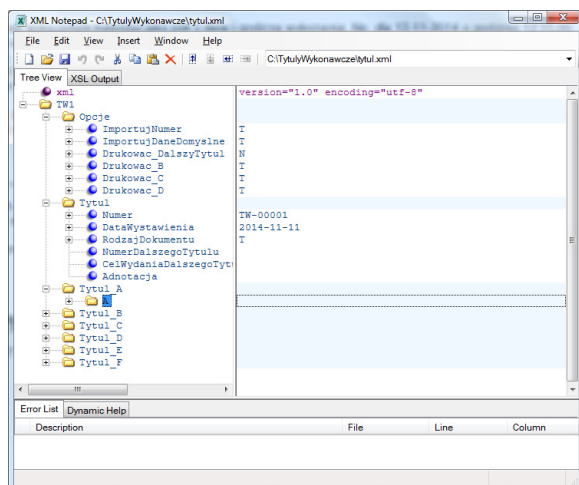 XML Notepad - C:\TytulyWykonawcze\tytul.xml
File Edit View Insert Window Help
C:\TytulyWykonawcze\tytul.xml
Tree View XSL Output
xml version="1.0" encoding="utf-8"
TW1
Opcje
ImportujNumer T
ImportujDaneDomyslne T
Drukowac_DalszyTytul N
Drukowac_B T
Drukowac_C T
Drukowac_D T
Tytul
Numer TW-00001
DataWystawienia 2014-11-11
RodzajDokumentu T
NumerDalszegoTytulu
CelWydaniaDalszegoTyt
Adnotacja
Tytul_A
A
Tytul_B
Tytul_C
Tytul_D
Tytul_E
Tytul_F
Error List Dynamic Help
Description File Line Column